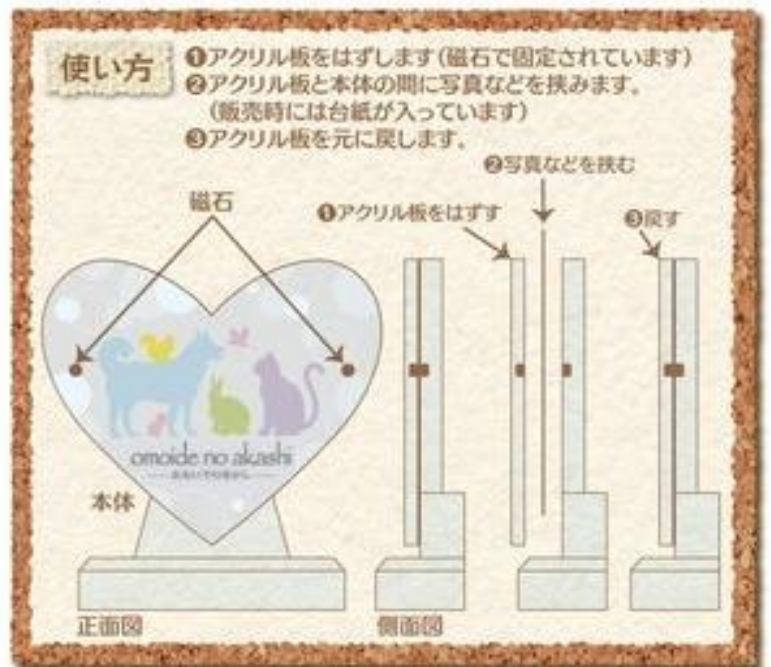 使い方
❶アクリル板をはずします(磁石で固定されています)
❷アクリル板と本体の間に写真などを挟みます。
(販売時には台紙が入っています)
❸アクリル板を元に戻します。
❷写真などを挟む
磁石
❶アクリル板をはずす
❸戻す
omoide no akashi
本体
正面図
側面図